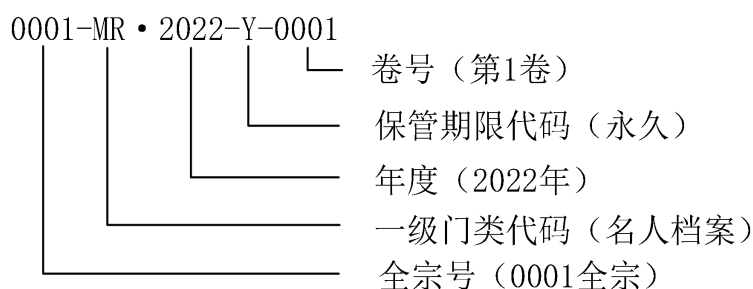 0001-MR·2022-Y-0001
卷号（第1卷）
保管期限代码（永久）
年度（2022年）
一级门类代码（名人档案）
全宗号（0001全宗）